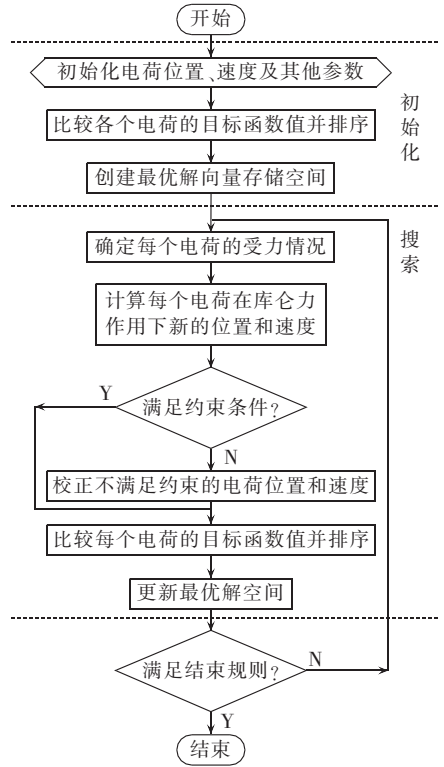 开始
初始化电荷位置、速度及其他参数
比较各个电荷的目标函数值并排序
创建最优解向量存储空间
初始化
确定每个电荷的受力情况
搜索
计算每个电荷在库仑力
作用下新的位置和速度
满足约束条件?
Y
N
校正不满足约束的电荷位置和速度
比较每个电荷的目标函数值并排序
更新最优解空间
满足结束规则?
N
Y
结束